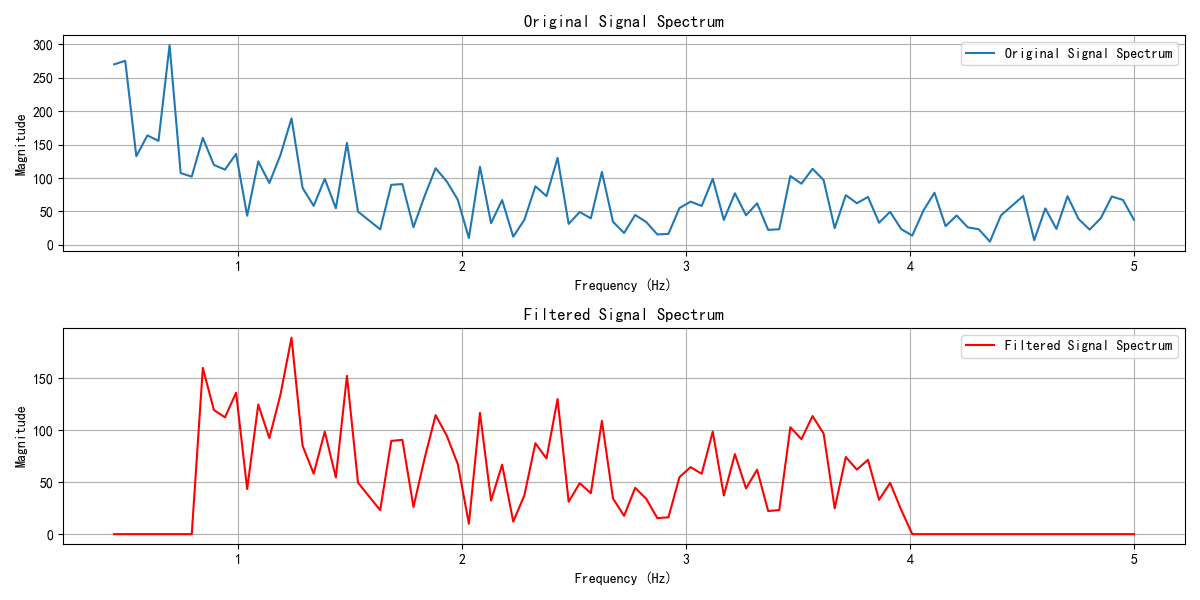 Original Signal Spectrum
Original Signal Spectrum
Magnitude
300
250
200
150
100
50
0
1
2
3
4
5
Frequency (Hz)
Filtered Signal Spectrum
Filtered Signal Spectrum
Magnitude
150
100
50
0
1
2
3
4
5
Frequency (Hz)